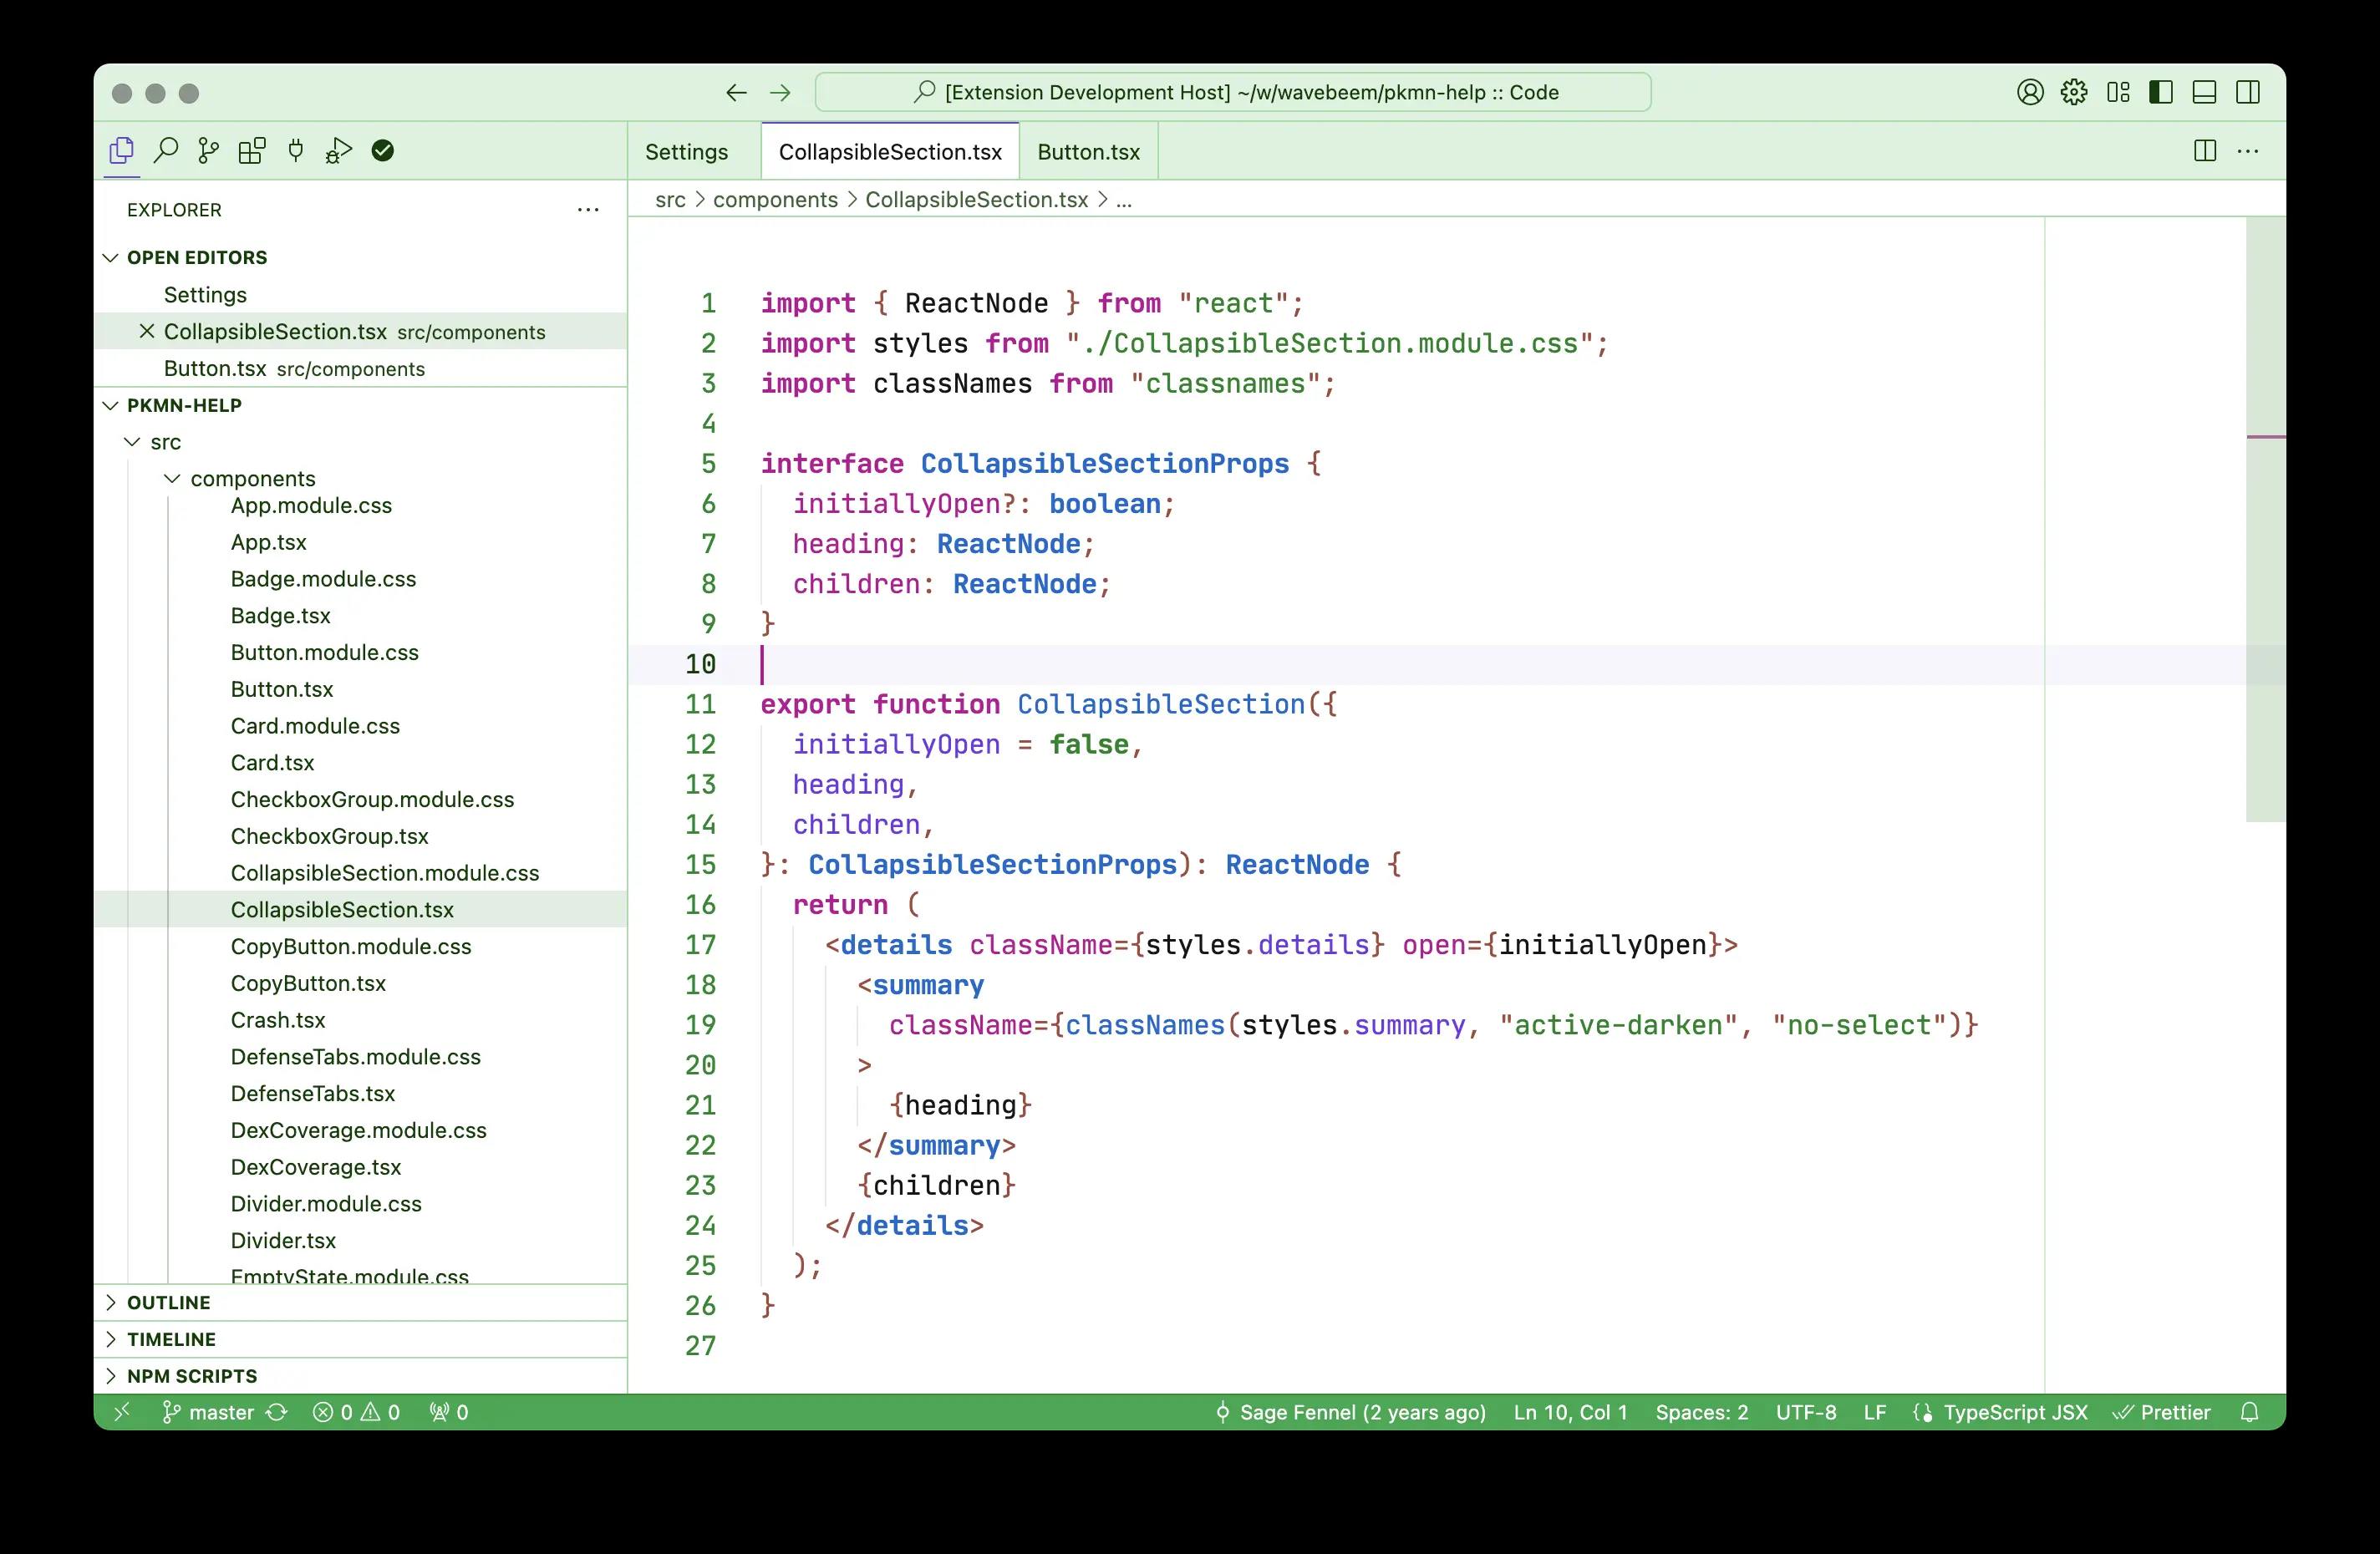 [Extension Development Host] ~/w/wavebeem/pkmn-help :: Code
Settings
CollapsibleSection.tsx
Button.tsx
EXPLORER
OPEN EDITORS
Settings
CollapsibleSection.tsx src/components
Button.tsx src/components
PKMN-HELP
src
components
App.module.css
App.tsx
Badge.module.css
Badge.tsx
Button.module.css
Button.tsx
Card.module.css
Card.tsx
CheckboxGroup.module.css
CheckboxGroup.tsx
CollapsibleSection.module.css
CollapsibleSection.tsx
CopyButton.module.css
CopyButton.tsx
Crash.tsx
DefenseTabs.module.css
DefenseTabs.tsx
DexCoverage.module.css
DexCoverage.tsx
Divider.module.css
Divider.tsx
EmptyState.module.css
OUTLINE
TIMELINE
NPM SCRIPTS
src > components > CollapsibleSection.tsx > ...
1 import { ReactNode } from "react";
2 import styles from "./CollapsibleSection.module.css";
3 import classNames from "classnames";
4
5 interface CollapsibleSectionProps {
6   initiallyOpen?: boolean;
7   heading: ReactNode;
8   children: ReactNode;
9 }
10
11 export function CollapsibleSection({
12   initiallyOpen = false,
13   heading,
14   children,
15 }: CollapsibleSectionProps): ReactNode {
16   return (
17     <details className={styles.details} open={initiallyOpen}>
18       <summary
19         className={classNames(styles.summary, "active-darken", "no-select")}
20       >
21         {heading}
22       </summary>
23       {children}
24     </details>
25   );
26 }
27
master 0 0 0 Sage Fennel (2 years ago) Ln 10, Col 1 Spaces: 2 UTF-8 LF TypeScript JSX Prettier